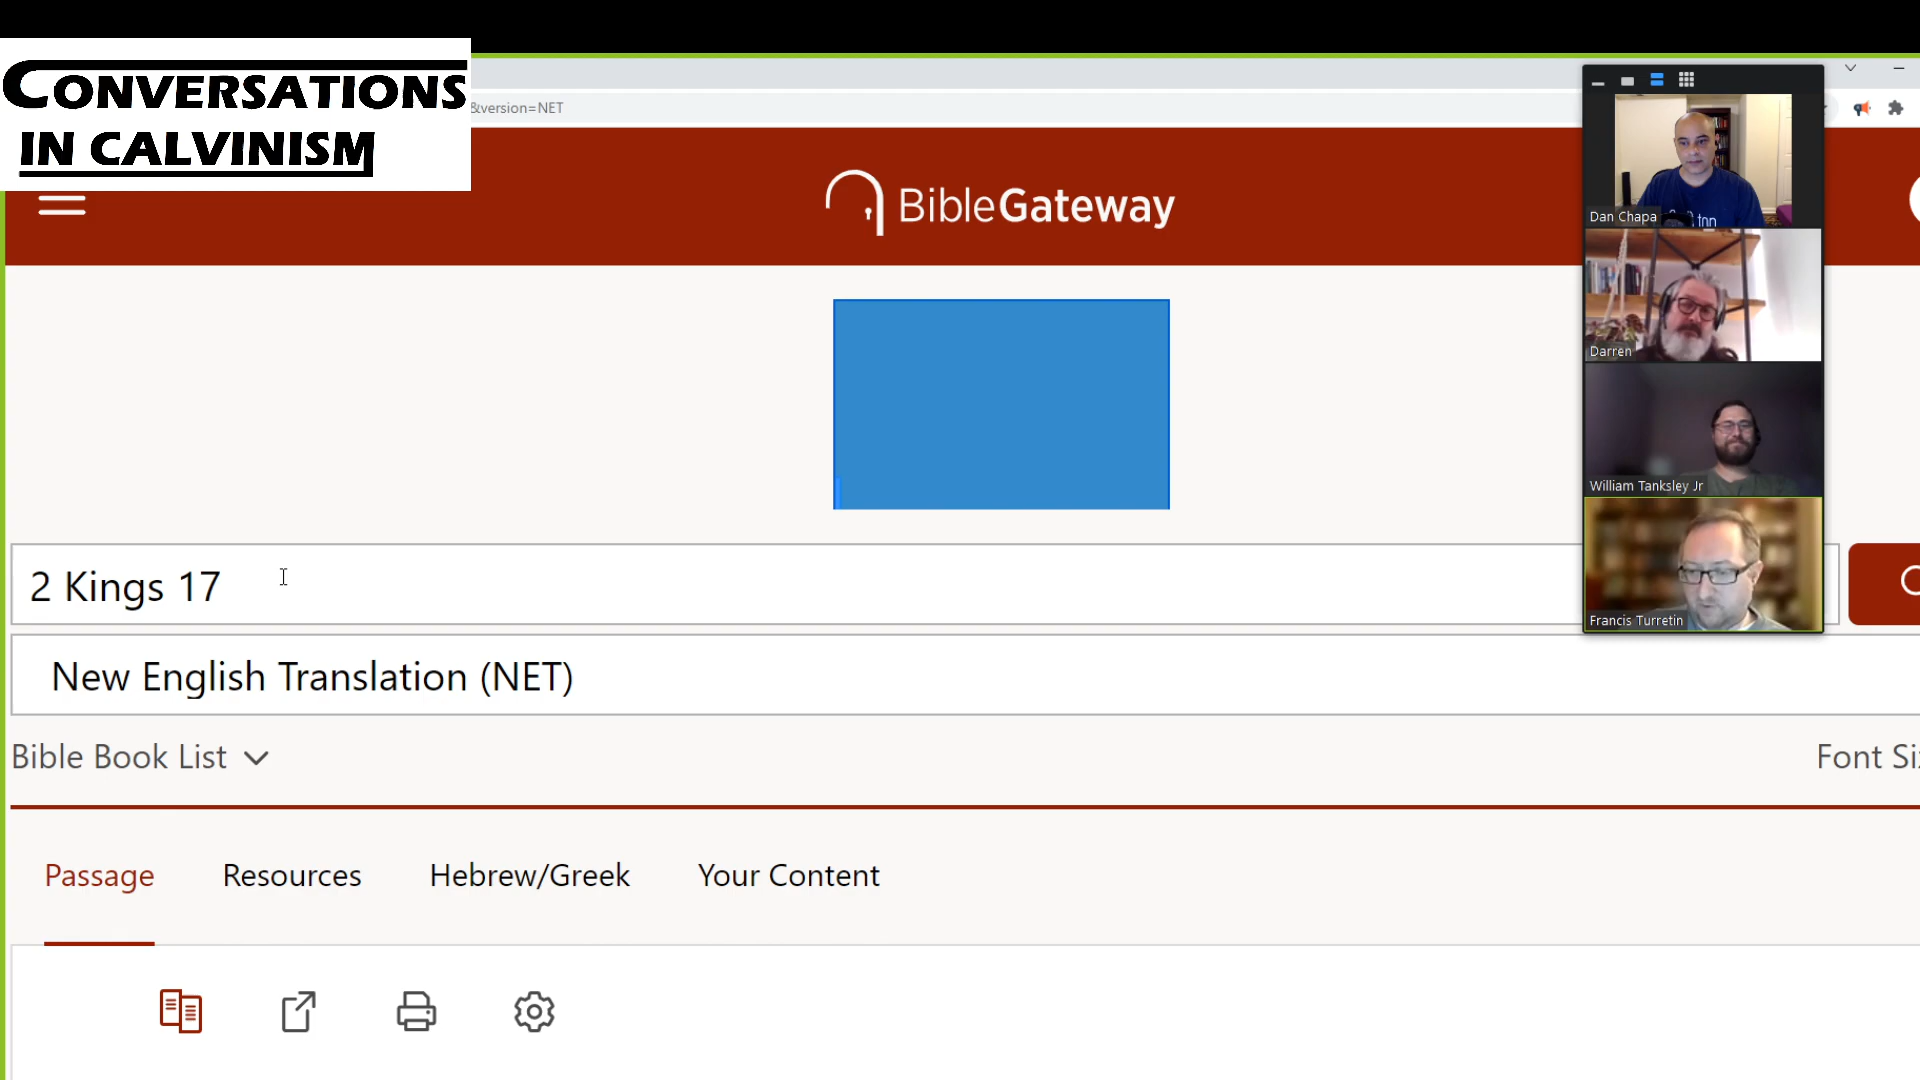 CONVERSATIONS
IN CALVINISM
&version=NET
BibleGateway
Dan Chapa
Darren
William Tanksley Jr
Francis Turretin
2 Kings 17
New English Translation (NET)
Bible Book List
Font Si
Passage
Resources
Hebrew/Greek
Your Content